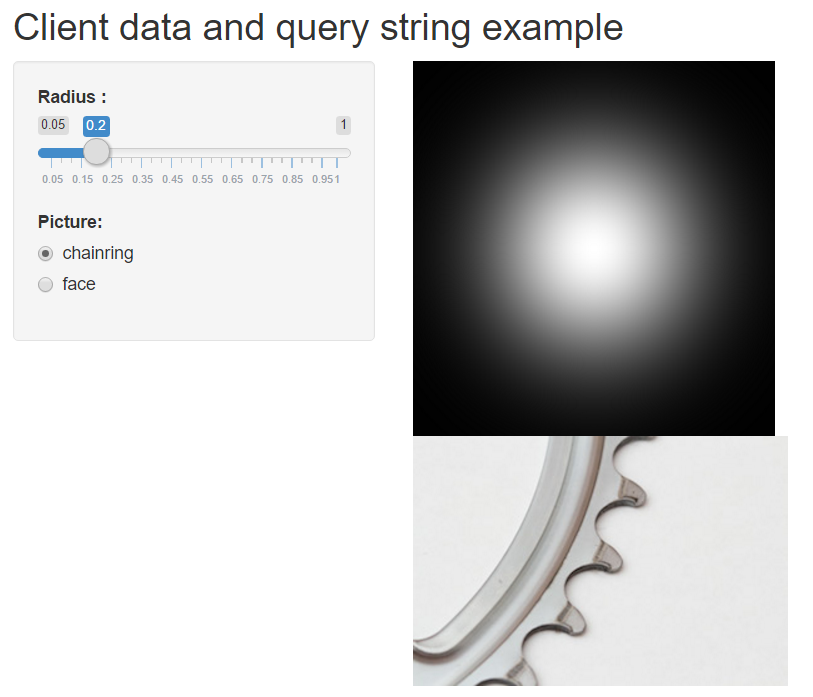 Client data and query string example
Radius :
0.05 0.2 1
0.05 0.15 0.25 0.35 0.45 0.55 0.65 0.75 0.85 0.951
Picture:
chainring
face